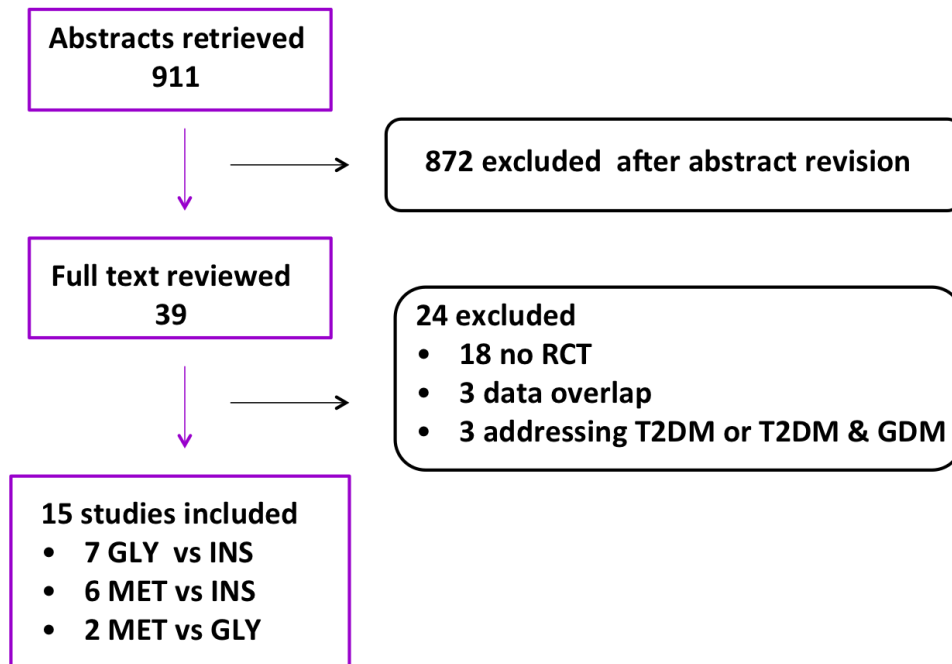 Abstracts retrieved
911
872 excluded after abstract revision
Full text reviewed
39
24 excluded
• 18 no RCT
• 3 data overlap
• 3 addressing T2DM or T2DM & GDM
15 studies included
• 7 GLY vs INS
• 6 MET vs INS
• 2 MET vs GLY